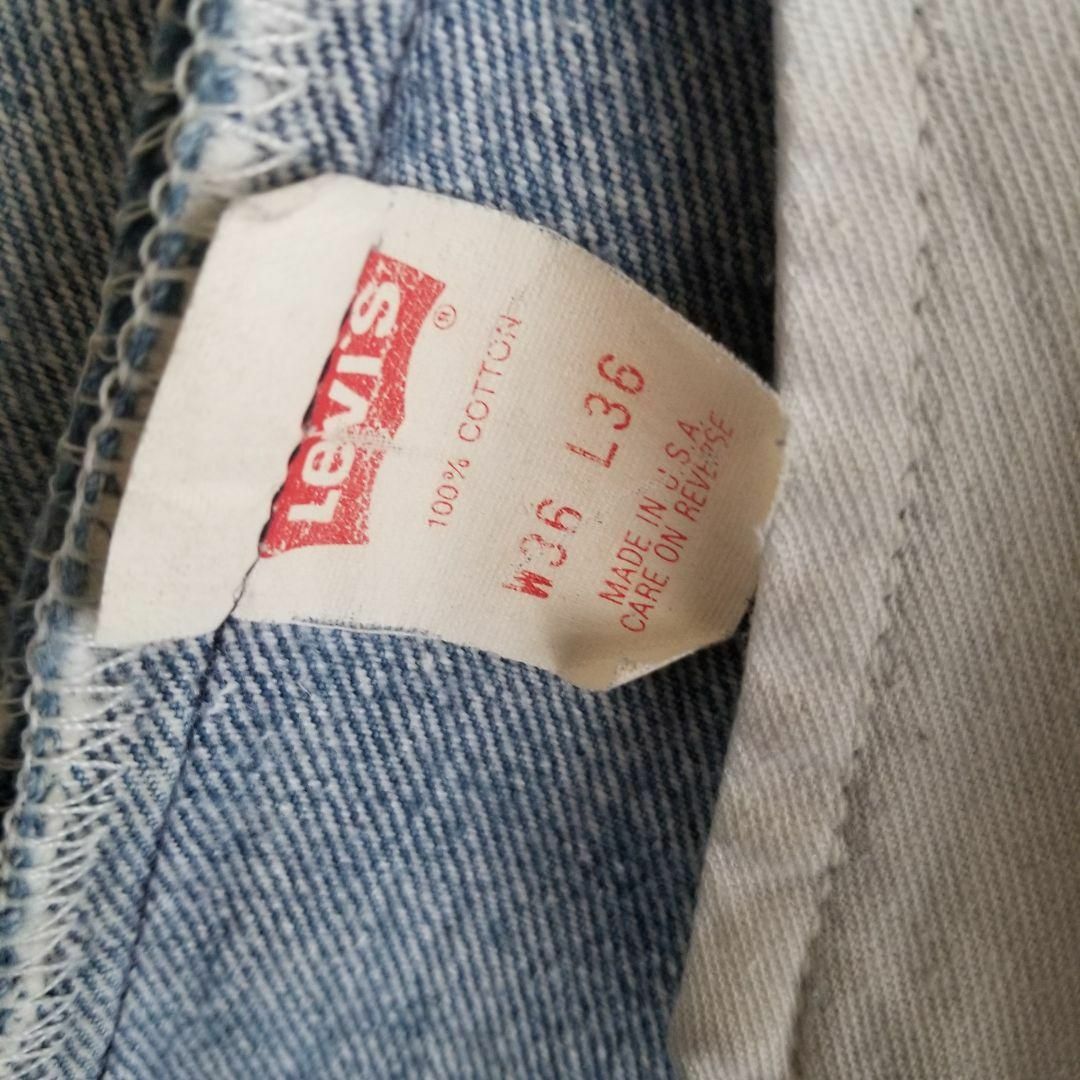 Levi's®
100% COTTON
W36 L36
MADE IN U.S.A.
CARE ON REVERSE